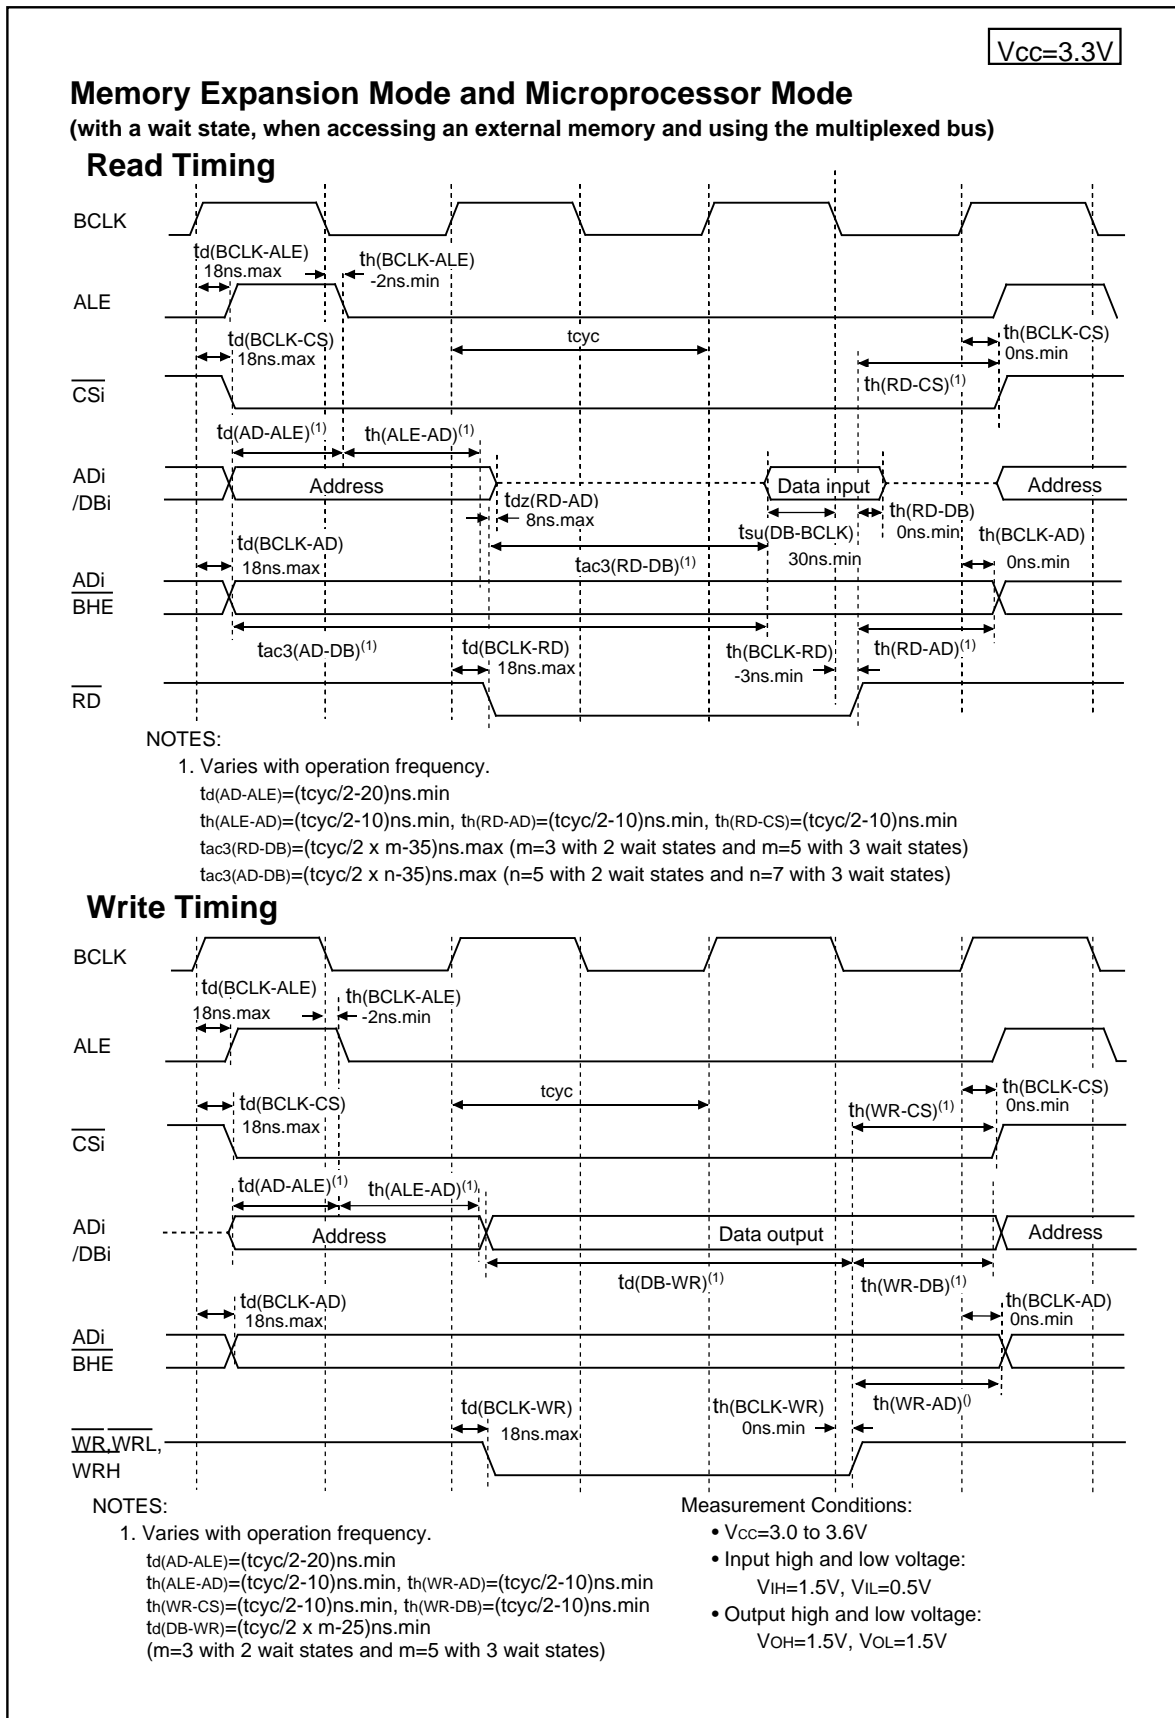 Vcc=3.3V
Memory Expansion Mode and Microprocessor Mode
(with a wait state, when accessing an external memory and using the multiplexed bus)
Read Timing
BCLK
td(BCLK-ALE)
18ns.max
th(BCLK-ALE)
-2ns.min
ALE
td(BCLK-CS)
18ns.max
tcyc
th(BCLK-CS)
0ns.min
th(RD-CS)(1)
CSi
td(AD-ALE)(1)
th(ALE-AD)(1)
ADi
/DBi
Address
Data input
Address
tdz(RD-AD)
8ns.max
tsu(DB-BCLK)
30ns.min
th(RD-DB)
0ns.min
th(BCLK-AD)
0ns.min
td(BCLK-AD)
18ns.max
tac3(RD-DB)(1)
ADi
BHE
tac3(AD-DB)(1)
td(BCLK-RD)
18ns.max
th(BCLK-RD)
-3ns.min
th(RD-AD)(1)
RD
NOTES:
1. Varies with operation frequency.
td(AD-ALE)=(tcyc/2-20)ns.min
th(ALE-AD)=(tcyc/2-10)ns.min, th(RD-AD)=(tcyc/2-10)ns.min, th(RD-CS)=(tcyc/2-10)ns.min
tac3(RD-DB)=(tcyc/2 x m-35)ns.max (m=3 with 2 wait states and m=5 with 3 wait states)
tac3(AD-DB)=(tcyc/2 x n-35)ns.max (n=5 with 2 wait states and n=7 with 3 wait states)
Write Timing
BCLK
td(BCLK-ALE)
18ns.max
th(BCLK-ALE)
-2ns.min
ALE
td(BCLK-CS)
18ns.max
tcyc
th(BCLK-CS)
0ns.min
th(WR-CS)(1)
CSi
td(AD-ALE)(1)
th(ALE-AD)(1)
ADi
/DBi
Address
Data output
Address
td(DB-WR)(1)
th(WR-DB)(1)
td(BCLK-AD)
18ns.max
th(BCLK-AD)
0ns.min
ADi
BHE
td(BCLK-WR)
18ns.max
th(BCLK-WR)
0ns.min
th(WR-AD)()
WR,WRL,
WRH
NOTES:
1. Varies with operation frequency.
td(AD-ALE)=(tcyc/2-20)ns.min
th(ALE-AD)=(tcyc/2-10)ns.min, th(WR-AD)=(tcyc/2-10)ns.min
th(WR-CS)=(tcyc/2-10)ns.min, th(WR-DB)=(tcyc/2-10)ns.min
td(DB-WR)=(tcyc/2 x m-25)ns.min
(m=3 with 2 wait states and m=5 with 3 wait states)
Measurement Conditions:
• VCC=3.0 to 3.6V
• Input high and low voltage:
VIH=1.5V, VIL=0.5V
• Output high and low voltage:
VOH=1.5V, VOL=1.5V